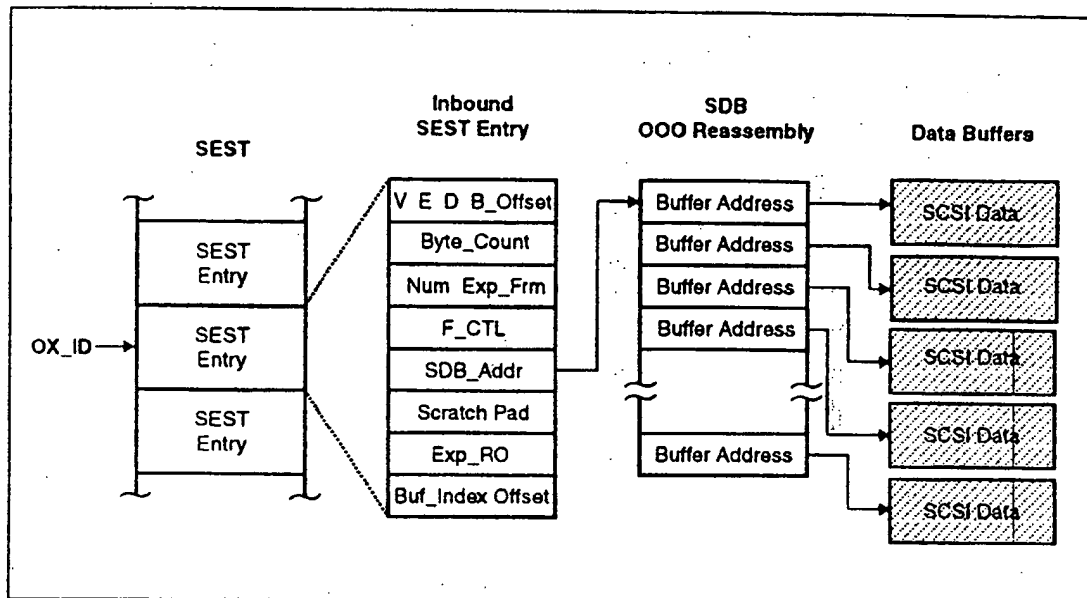 SEST
Inbound
SEST Entry
SDB
OOO Reassembly
Data Buffers
OX_ID
SEST
Entry
SEST
Entry
SEST
Entry
V E D B_Offset
Byte_Count
Num Exp_Frm
F_CTL
SDB_Addr
Scratch Pad
Exp_RO
Buf_Index Offset
Buffer Address
Buffer Address
Buffer Address
Buffer Address
Buffer Address
SCSI Data
SCSI Data
SCSI Data
SCSI Data
SCSI Data